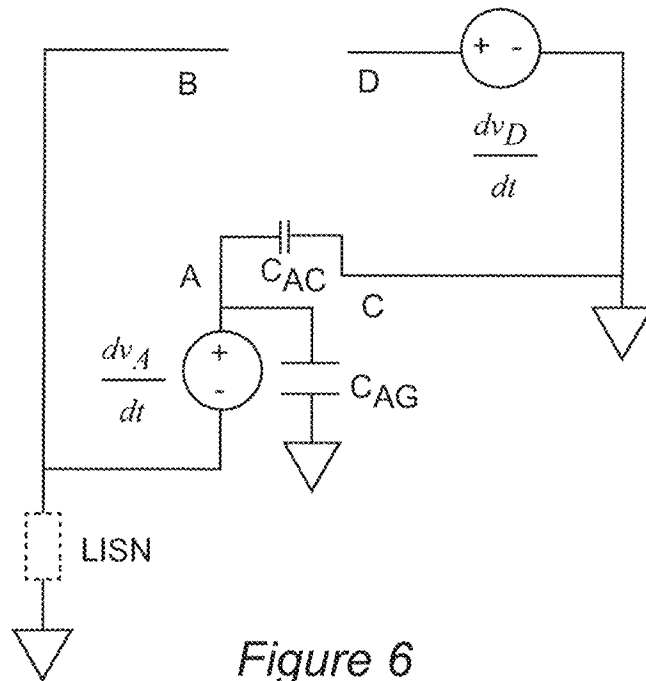 B
D
+ -
dv_D
dt
A
C_AC
C
dv_A
dt
+
-
C_AG
LISN
Figure 6